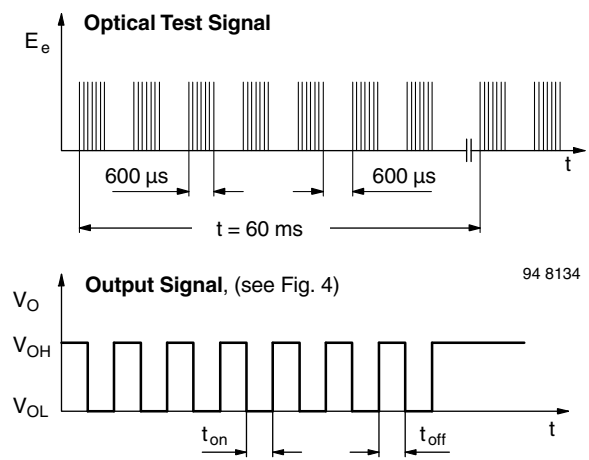 Optical Test Signal
E e
t
600 µs
600 µs
t = 60 ms
94 8134
Output Signal, (see Fig. 4)
V O
V OH
V OL
t on
t off
t